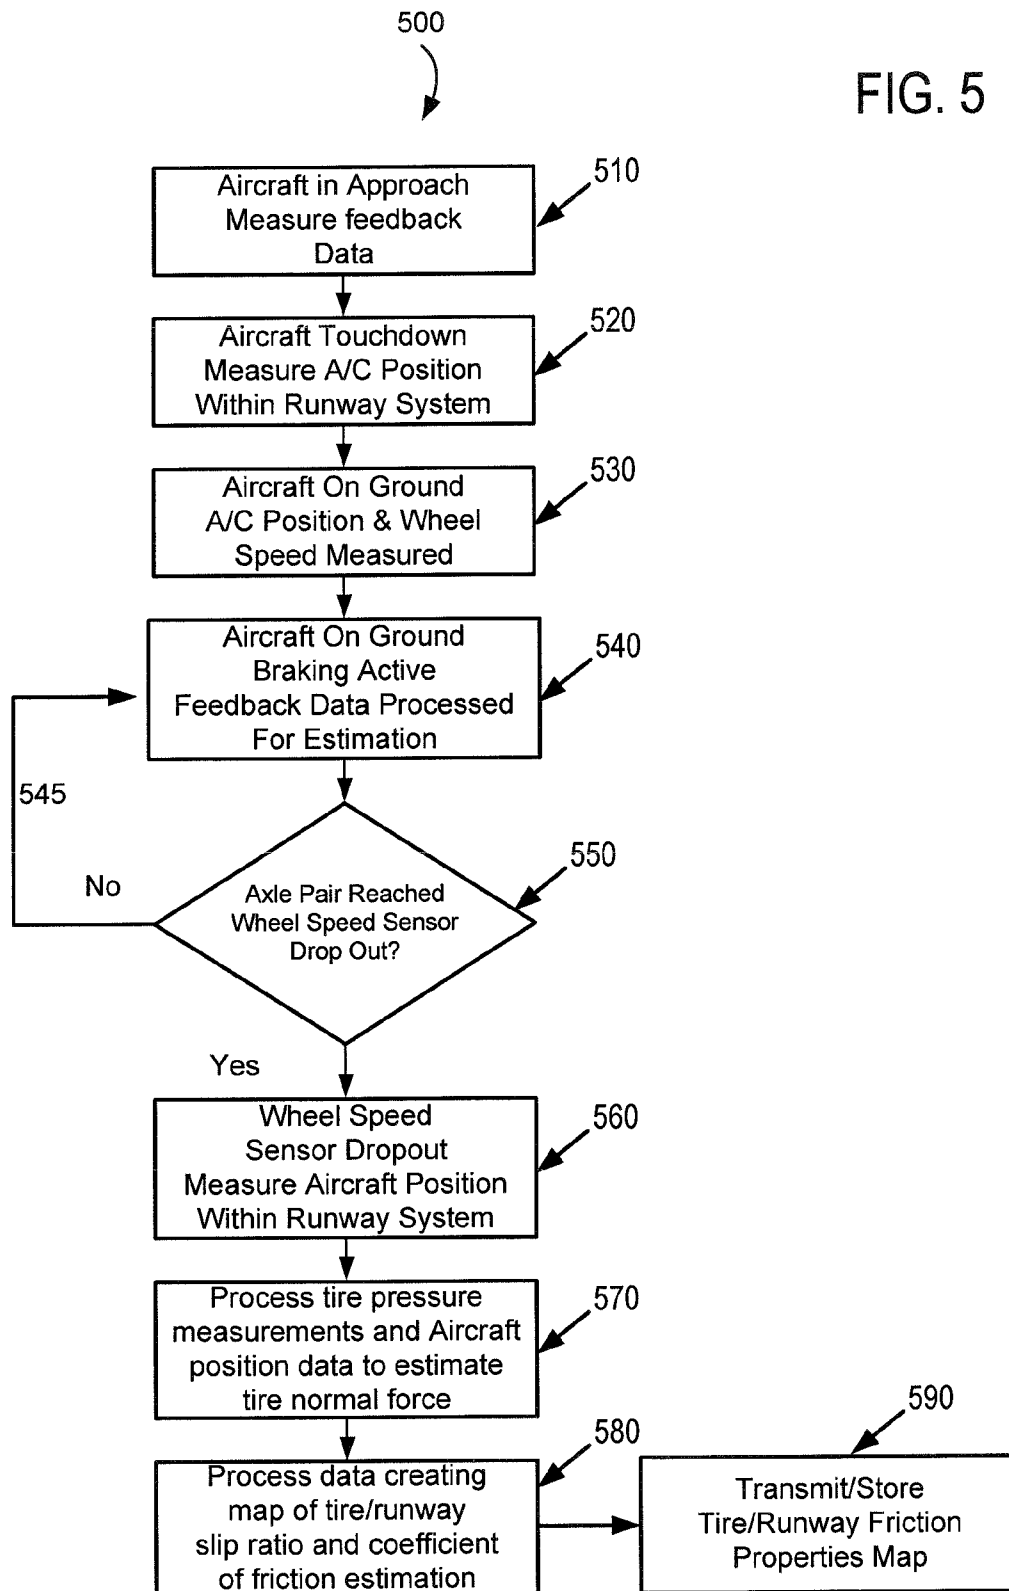 500
FIG. 5
510
Aircraft in Approach
Measure feedback
Data
520
Aircraft Touchdown
Measure A/C Position
Within Runway System
530
Aircraft On Ground
A/C Position & Wheel
Speed Measured
540
Aircraft On Ground
Braking Active
Feedback Data Processed
For Estimation
545
550
No
Axle Pair Reached
Wheel Speed Sensor
Drop Out?
Yes
560
Wheel Speed
Sensor Dropout
Measure Aircraft Position
Within Runway System
570
Process tire pressure
measurements and Aircraft
position data to estimate
tire normal force
580
Process data creating
map of tire/runway
slip ratio and coefficient
of friction estimation
590
Transmit/Store
Tire/Runway Friction
Properties Map